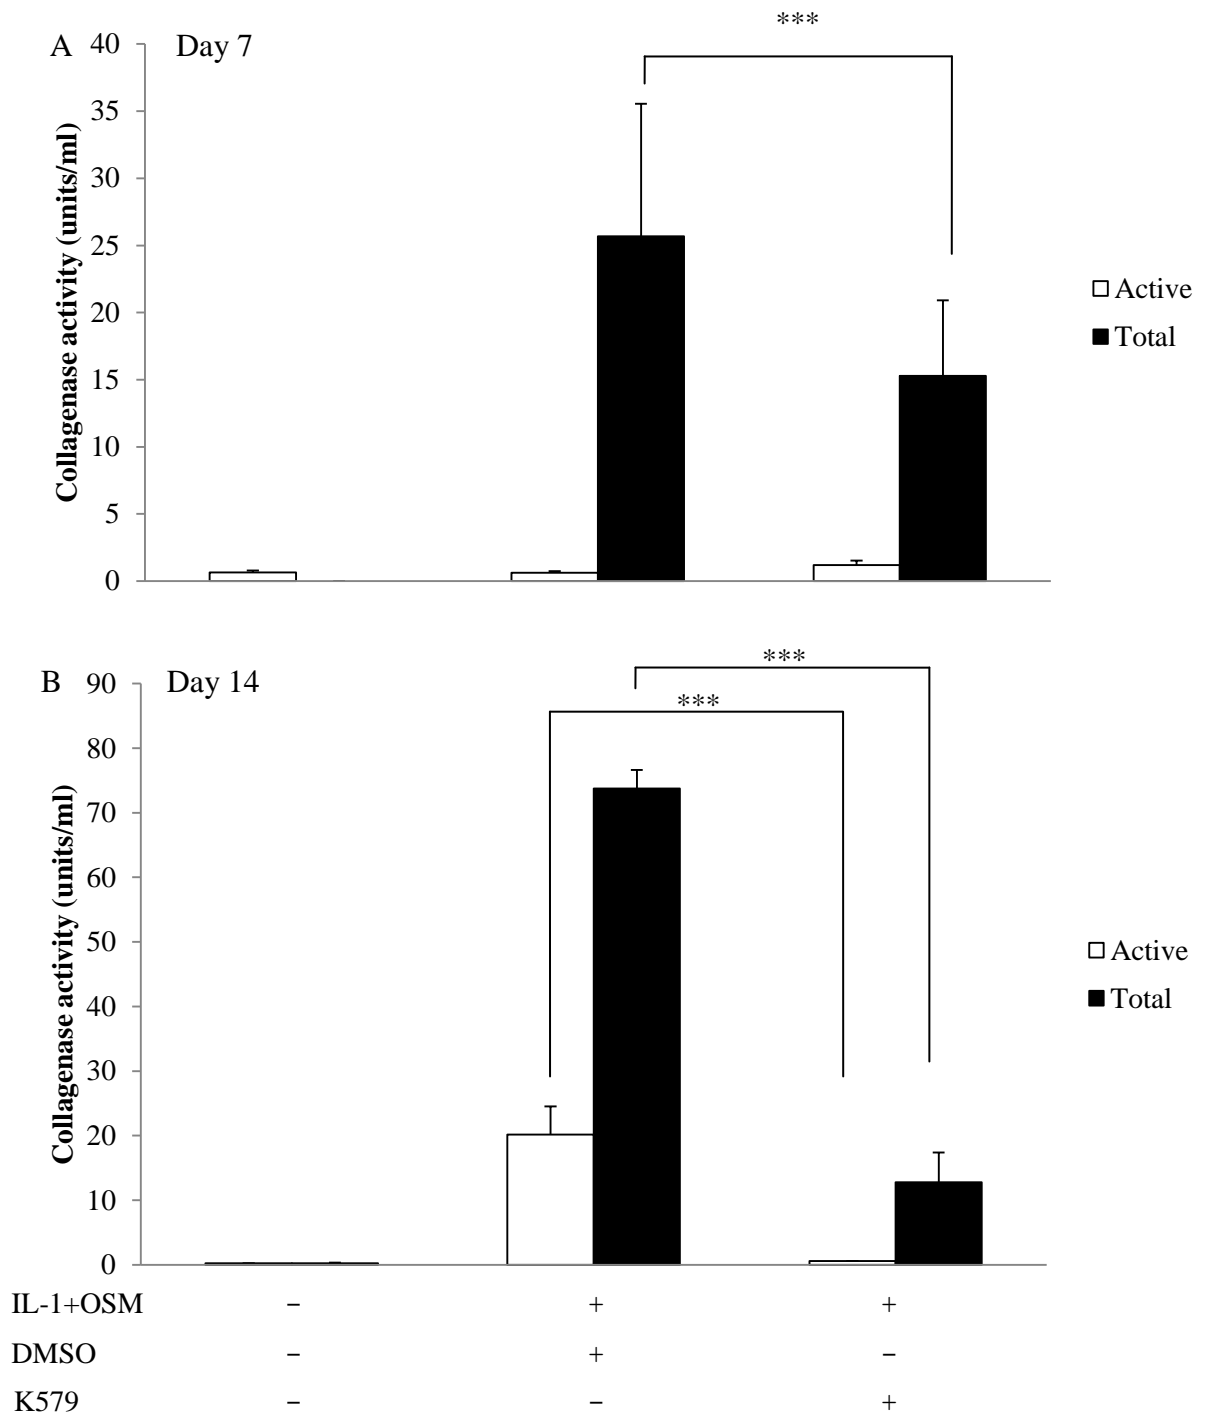 ***
A 40 Day 7
35
30
25
20
15
10
5
0
Collagenase activity (units/ml)
Active
Total
***
B 90 Day 14
***
80
70
60
50
40
30
20
10
0
Collagenase activity (units/ml)
Active
Total
IL-1+OSM − + +
DMSO − + −
K579 − − +